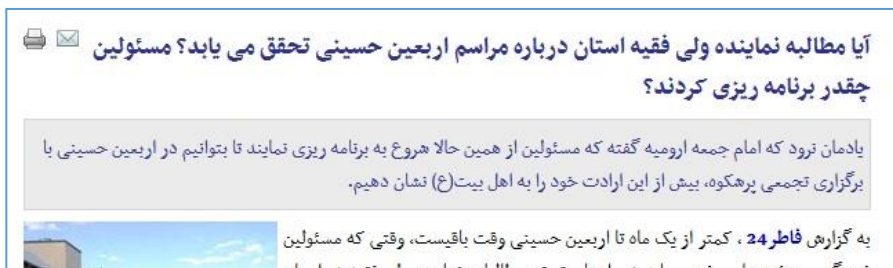 آیا مطالبه نماینده ولی فقیه استان درباره مراسم اربعین حسینی تحقق می یابد؟ مسئولین
چقدر برنامه ریزی کردند؟
یادمان نرود که امام جمعه ارومیه گفته که مسئولین از همین حالا هروع به برنامه ریزی نمایند تا بتوانیم در اربعین حسینی با
برگزاری تجمعی پرهکوه، بیش از این ارادت خود را به اهل بیت(ع) نشان دهیم.
به گزارش فاطر24 ، کمتر از یک ماه تا اربعین حسینی وقت باقیست، وقتی که مسئولین